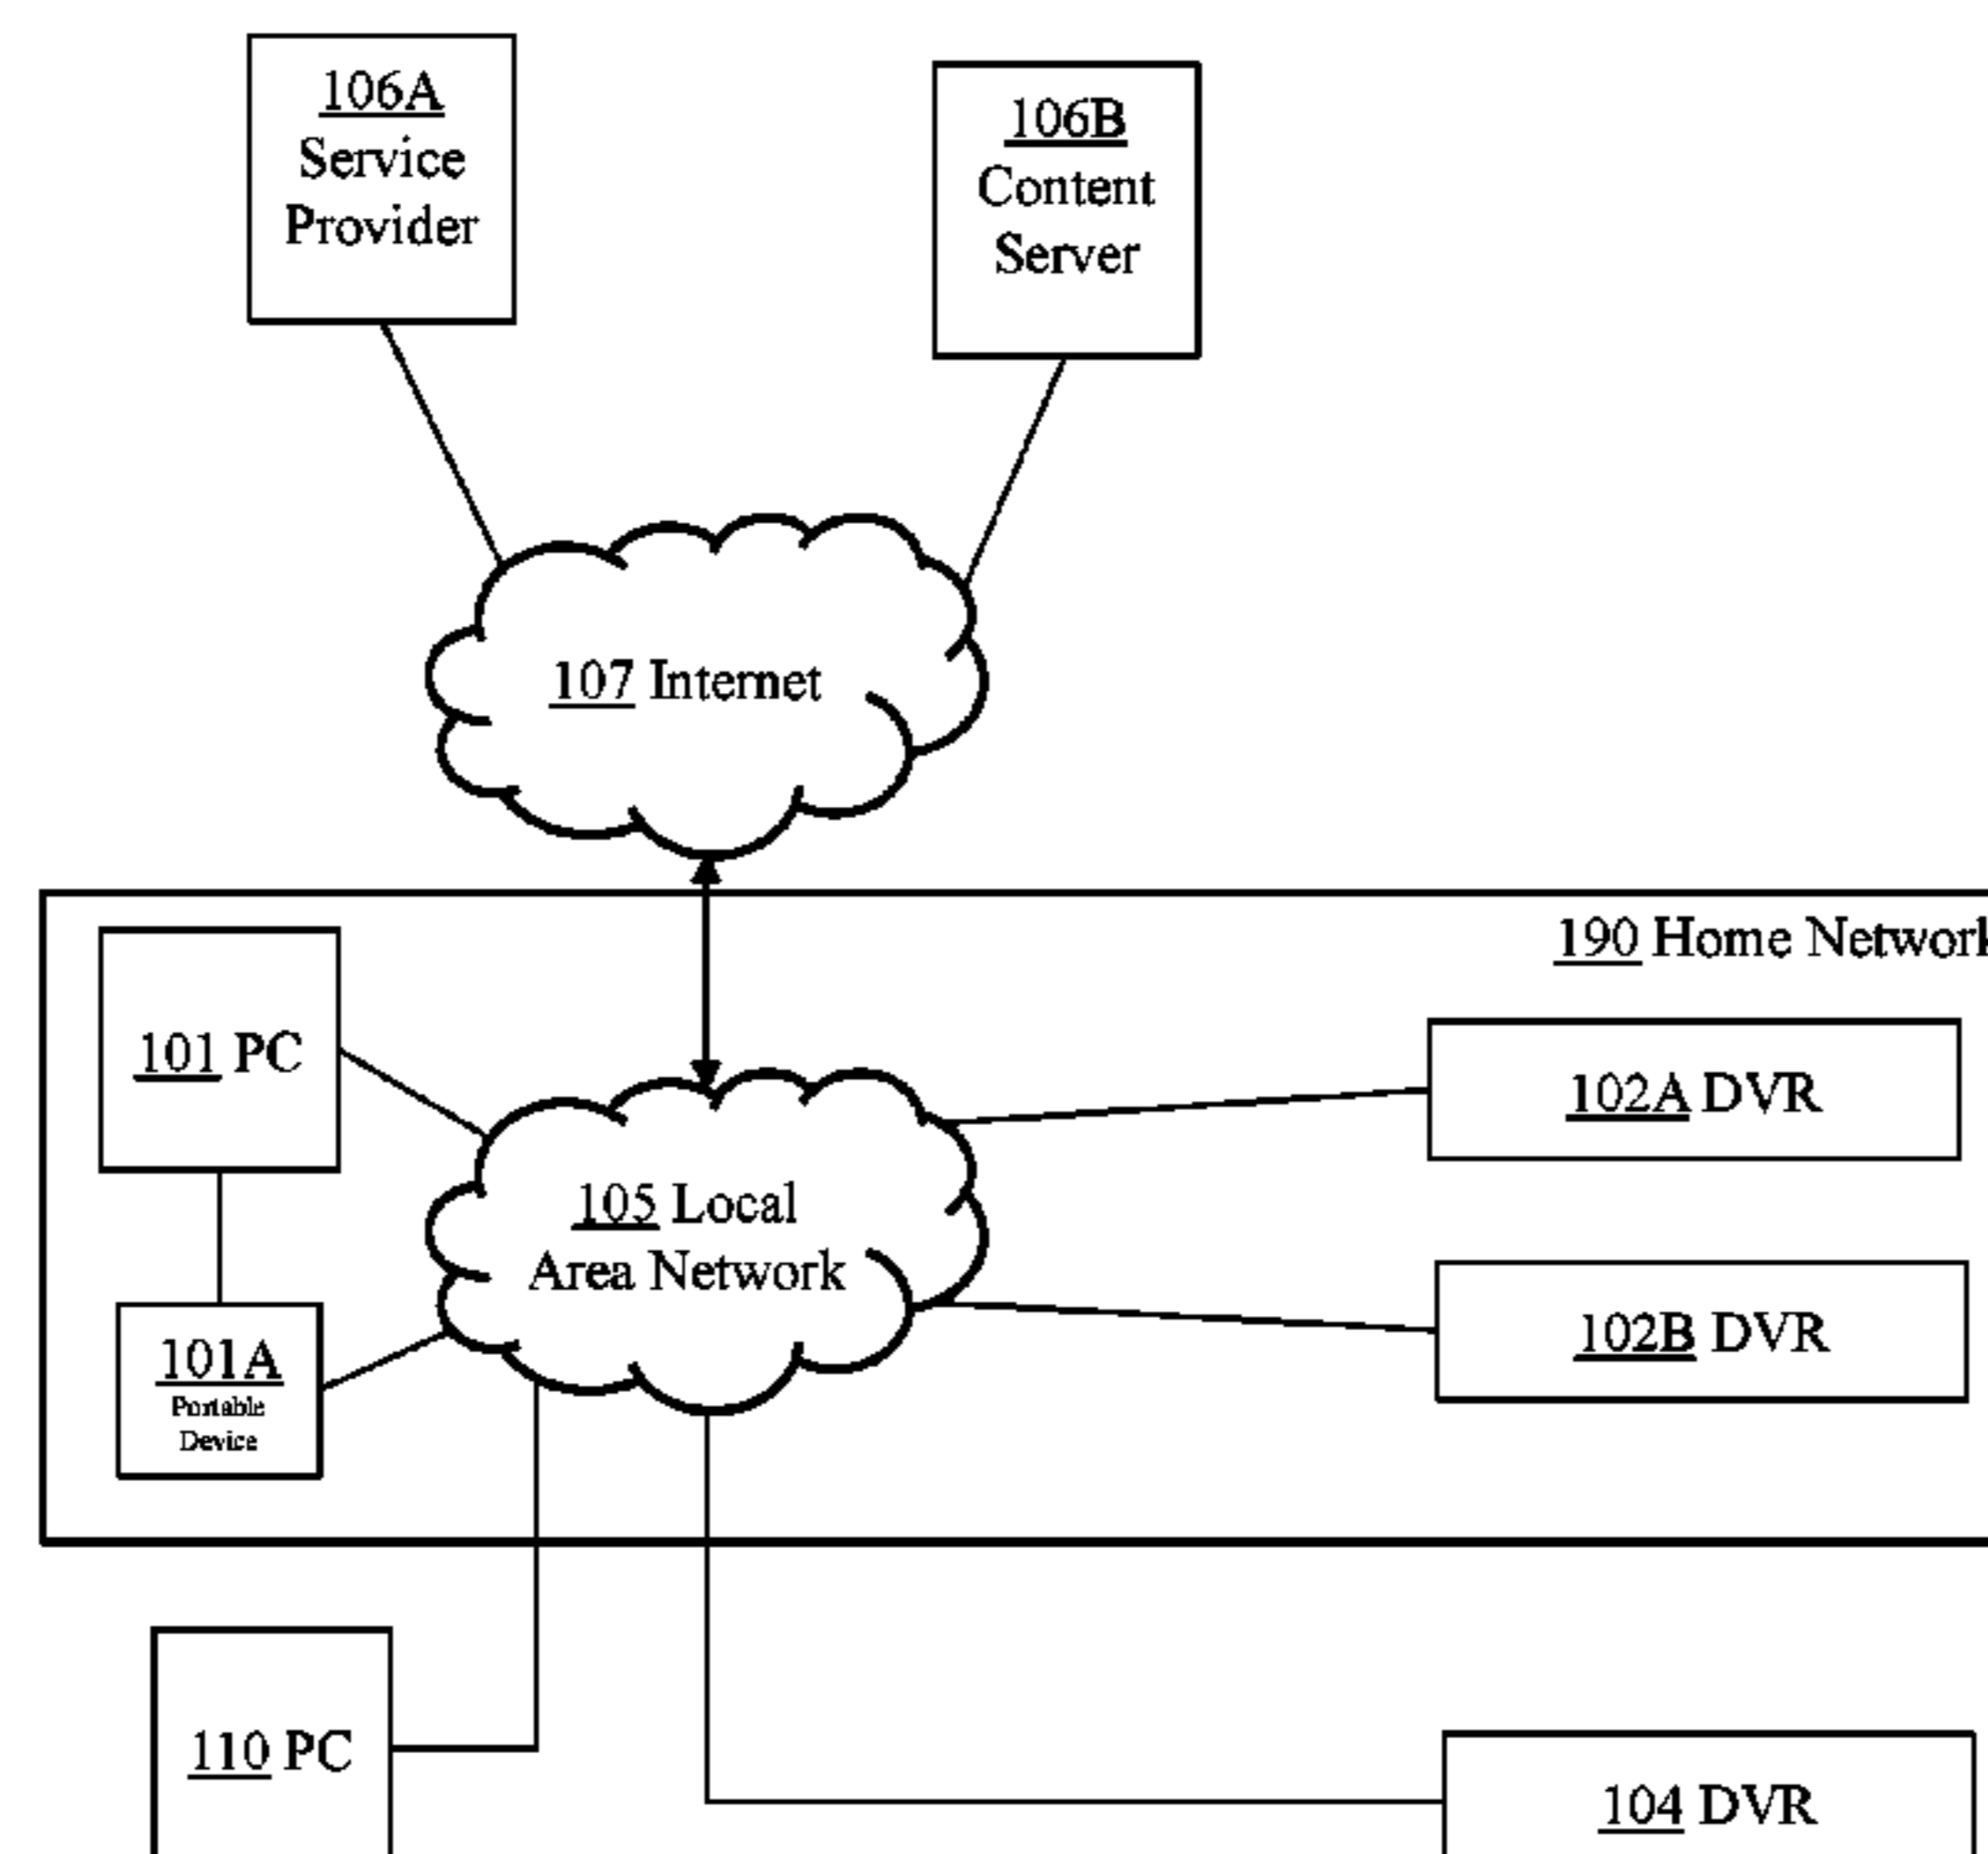 106A
Service
Provider
106B
Content
Server
107 Internet
190 Home Network
101 PC
102A DVR
105 Local
Area Network
102B DVR
101A
Portable
Device
110 PC
104 DVR